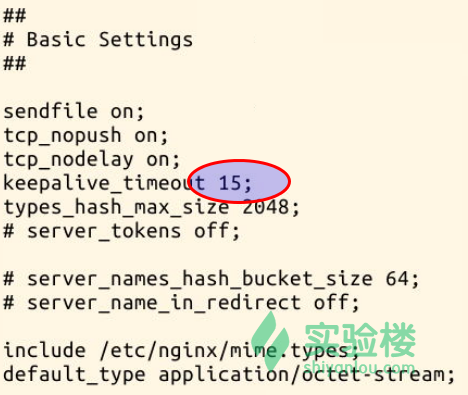 ##
# Basic Settings
##
sendfile on;
tcp_nopush on;
tcp_nodelay on;
keepalive_timeout 15;
types_hash_max_size 2048;
# server_tokens off;
# server_names_hash_bucket_size 64;
# server_name_in_redirect off;
include /etc/nginx/mime.types;
default_type application/octet-stream;
实验楼
shiyanlou.com